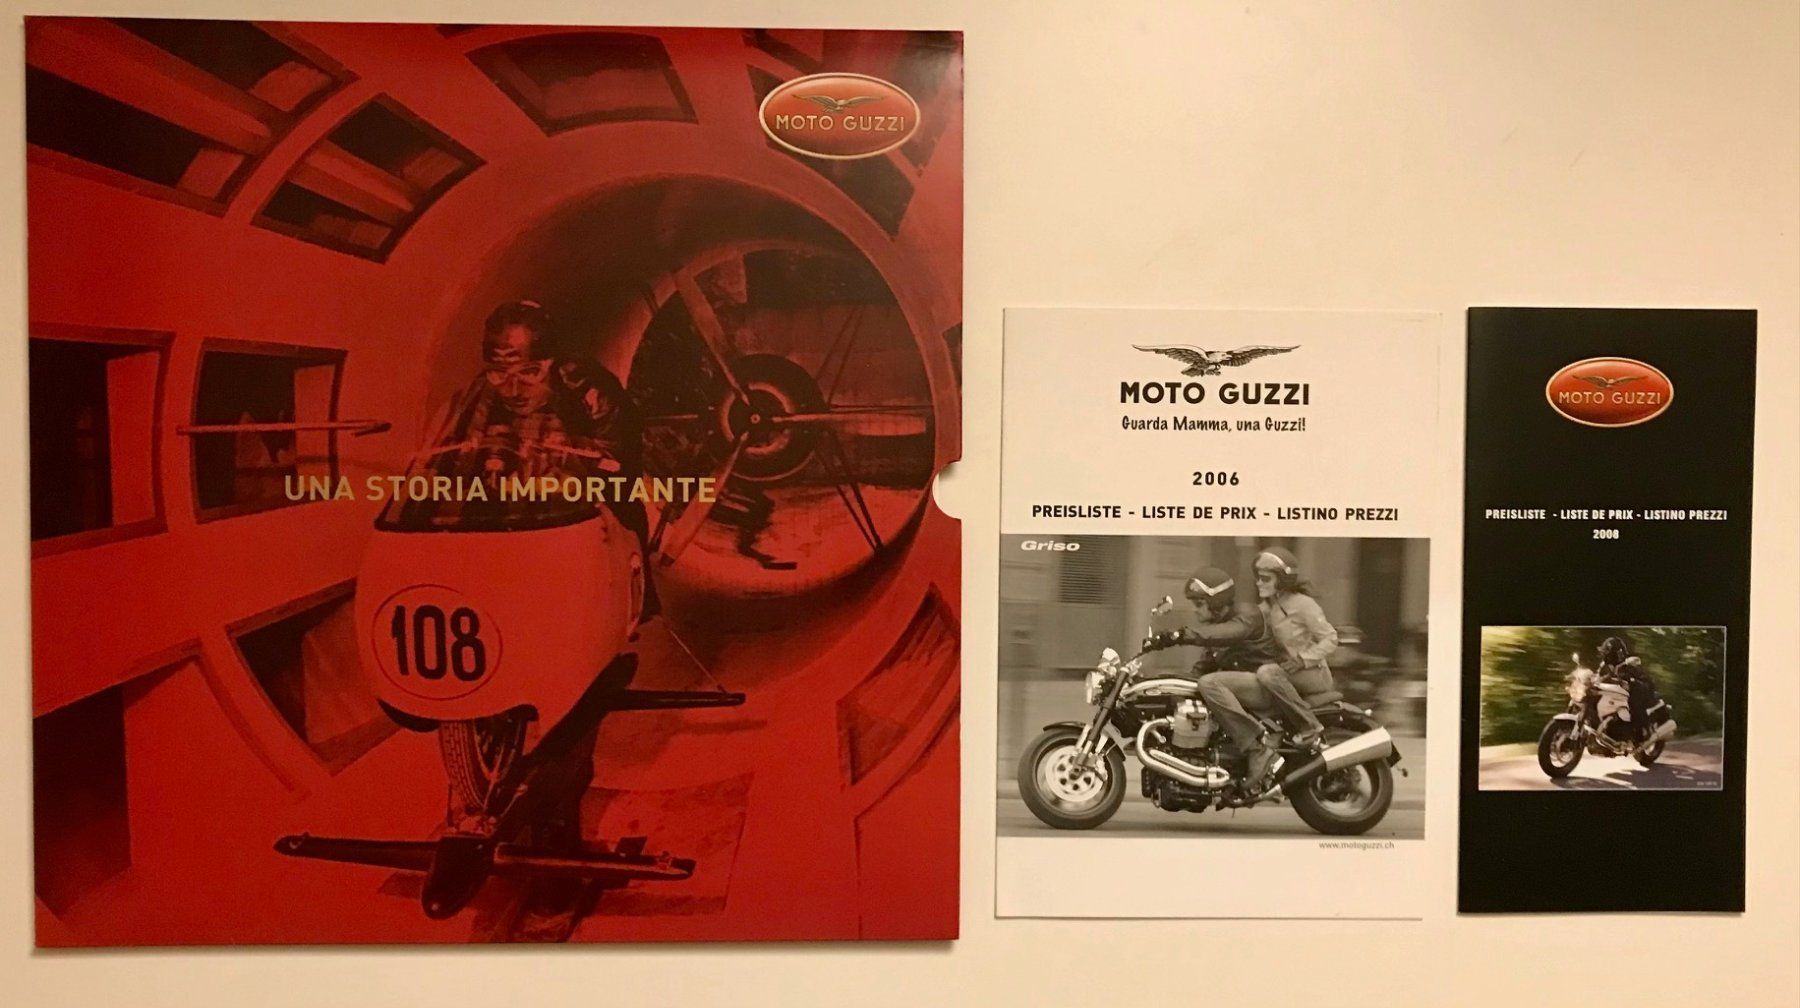 MOTO GUZZI
UNA STORIA IMPORTANTE
108
MOTO GUZZI
Guarda Mamma, una Guzzi!
2006
PREISLISTE - LISTE DE PRIX - LISTINO PREZZI
Griso
www.motoguzzi.ch
MOTO GUZZI
PREISLISTE - LISTE DE PRIX - LISTINO PREZZI
2008